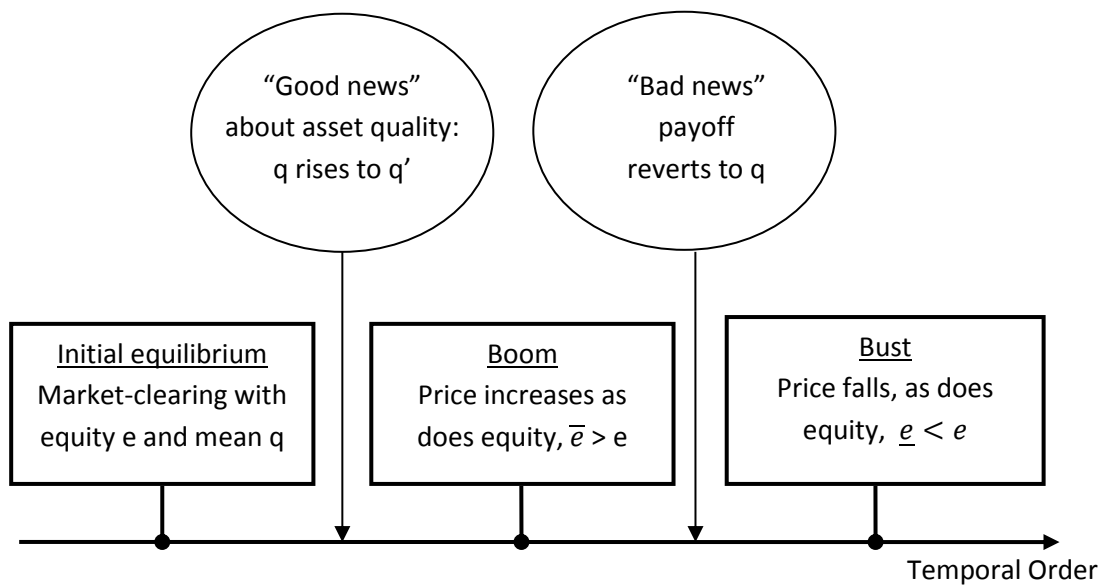 “Good news”
about asset quality:
q rises to q’
“Bad news”
payoff
reverts to q
Initial equilibrium
Market-clearing with
equity e and mean q
Boom
Price increases as
does equity, e̅ > e
Bust
Price falls, as does
equity, e̲ < e
Temporal Order